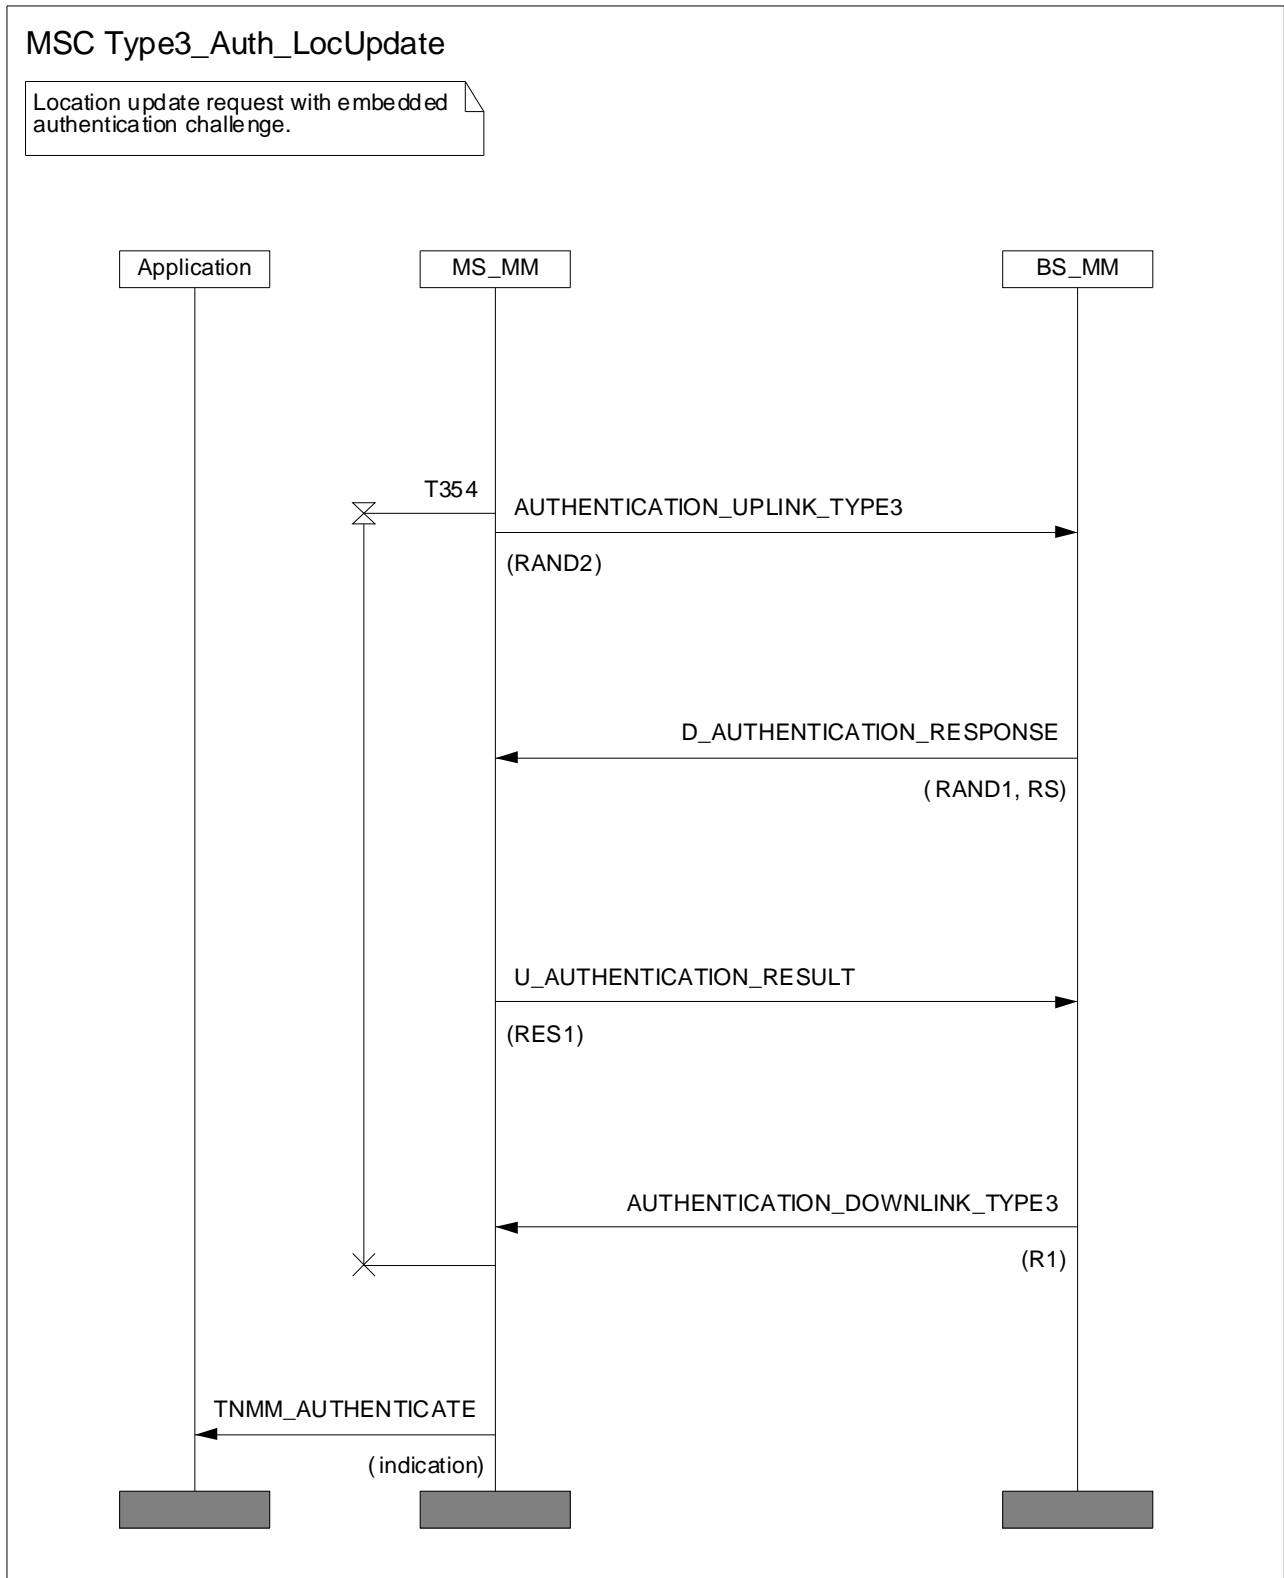 MSC Type3_Auth_LocUpdate
Location update request with embedded
authentication challenge.
Application
MS_MM
BS_MM
T354
AUTHENTICATION_UPLINK_TYPE3
(RAND2)
D_AUTHENTICATION_RESPONSE
(RAND1, RS)
U_AUTHENTICATION_RESULT
(RES1)
AUTHENTICATION_DOWNLINK_TYPE3
(R1)
TNMM_AUTHENTICATE
(indication)